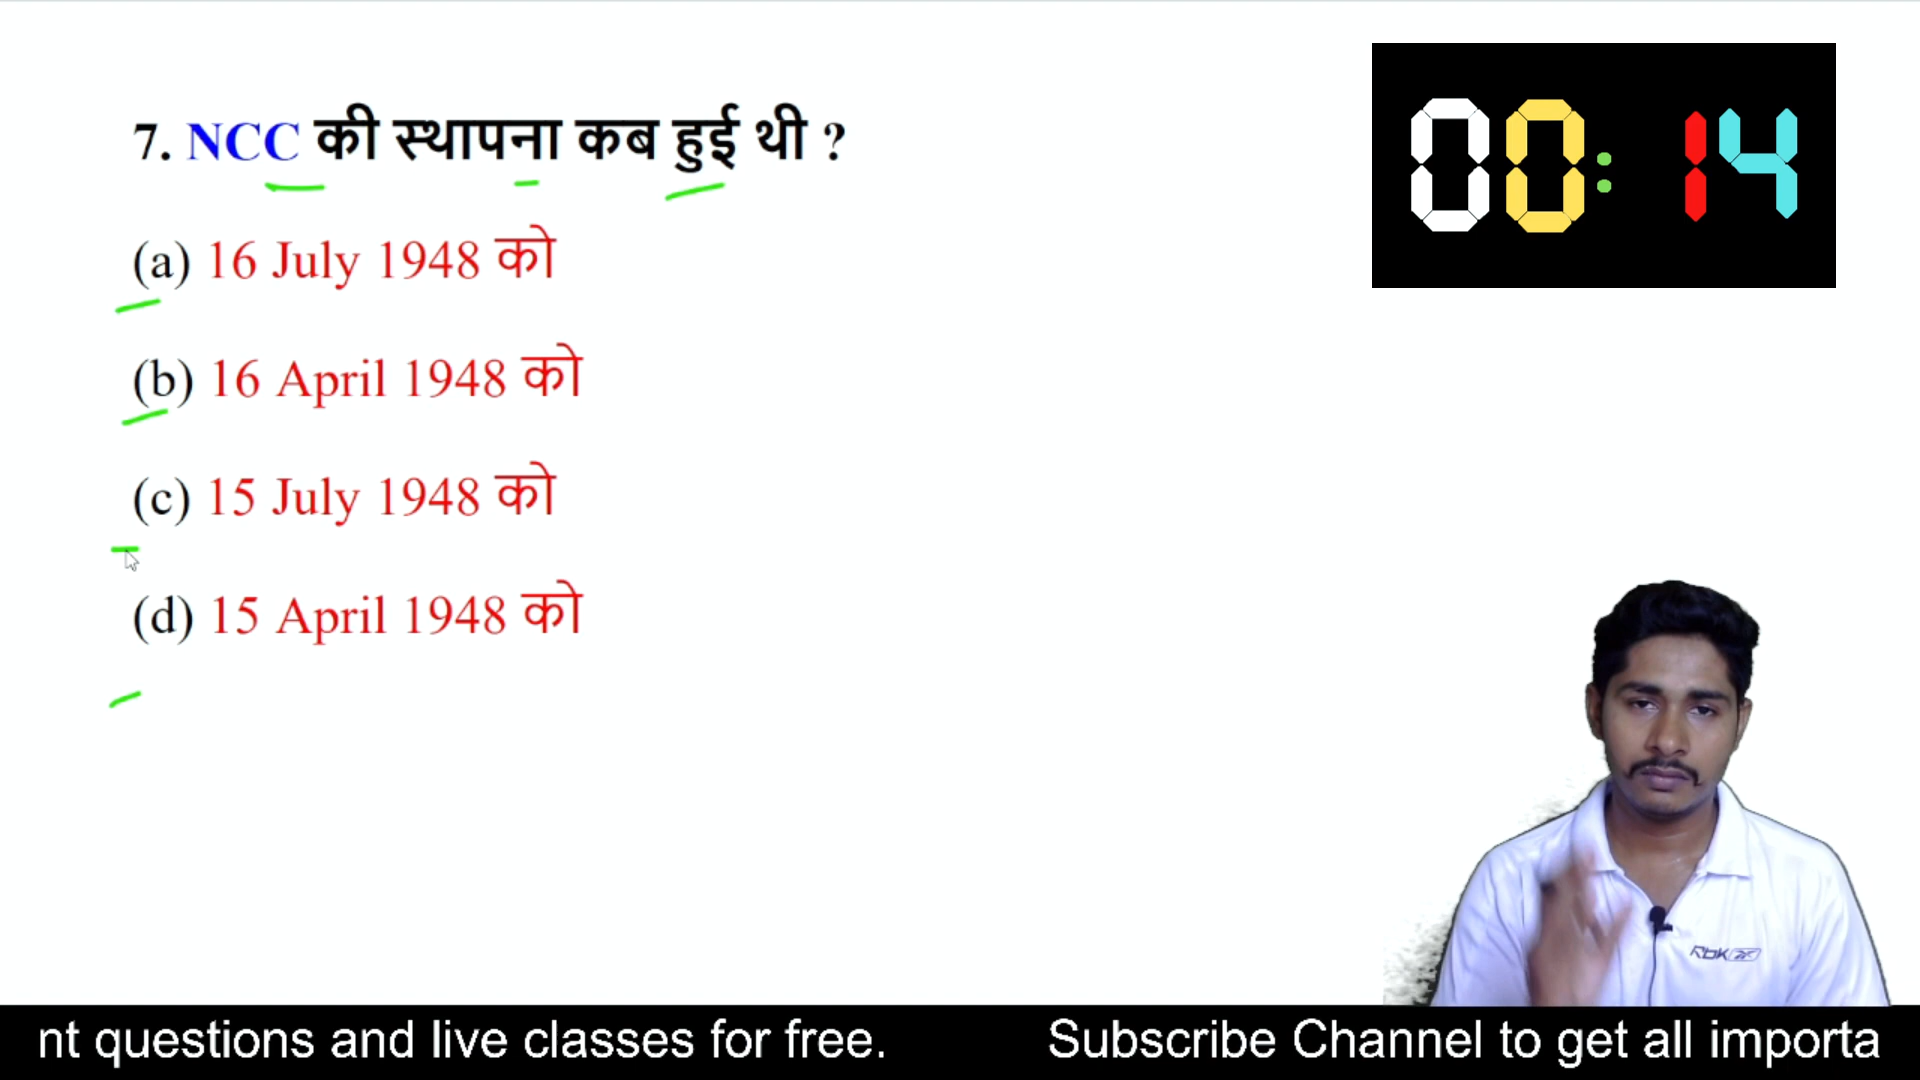 7. NCC की स्थापना कब हुई थी ?
00:14
(a) 16 July 1948 को
(b) 16 April 1948 को
(c) 15 July 1948 को
(d) 15 April 1948 को
Rbk
nt questions and live classes for free. Subscribe Channel to get all importa